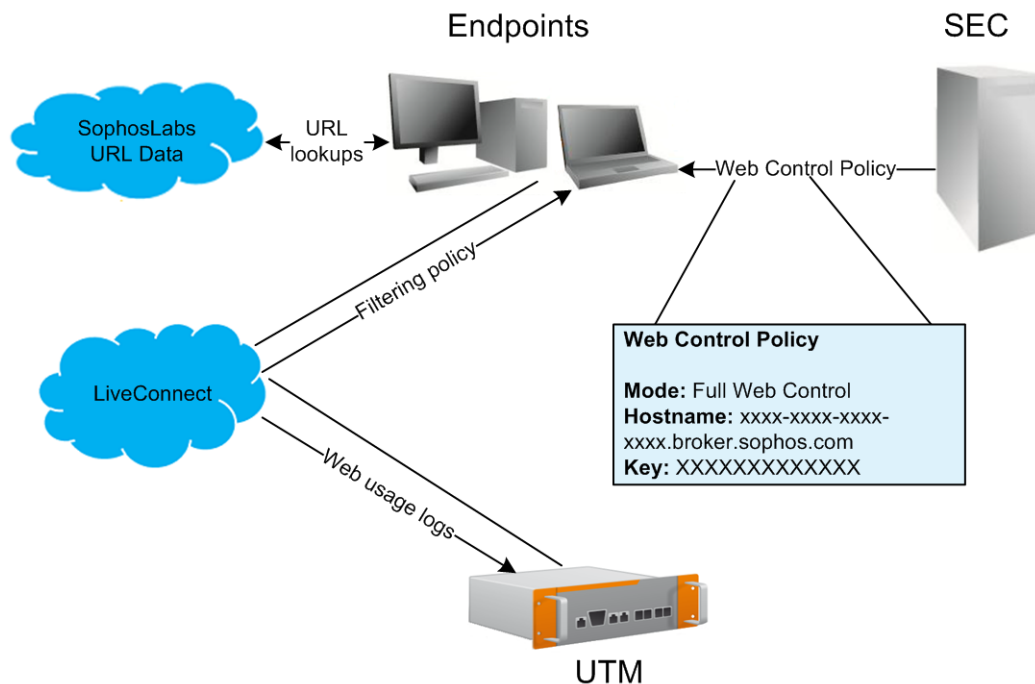 Endpoints
SEC
SophosLabs
URL Data
URL
lookups
Web Control Policy
Filtering policy
LiveConnect
Web Control Policy
Mode: Full Web Control
Hostname: xxxx-xxxx-xxxx-
xxxx.broker.sophos.com
Key: XXXXXXXXXXXXX
Web usage logs
UTM